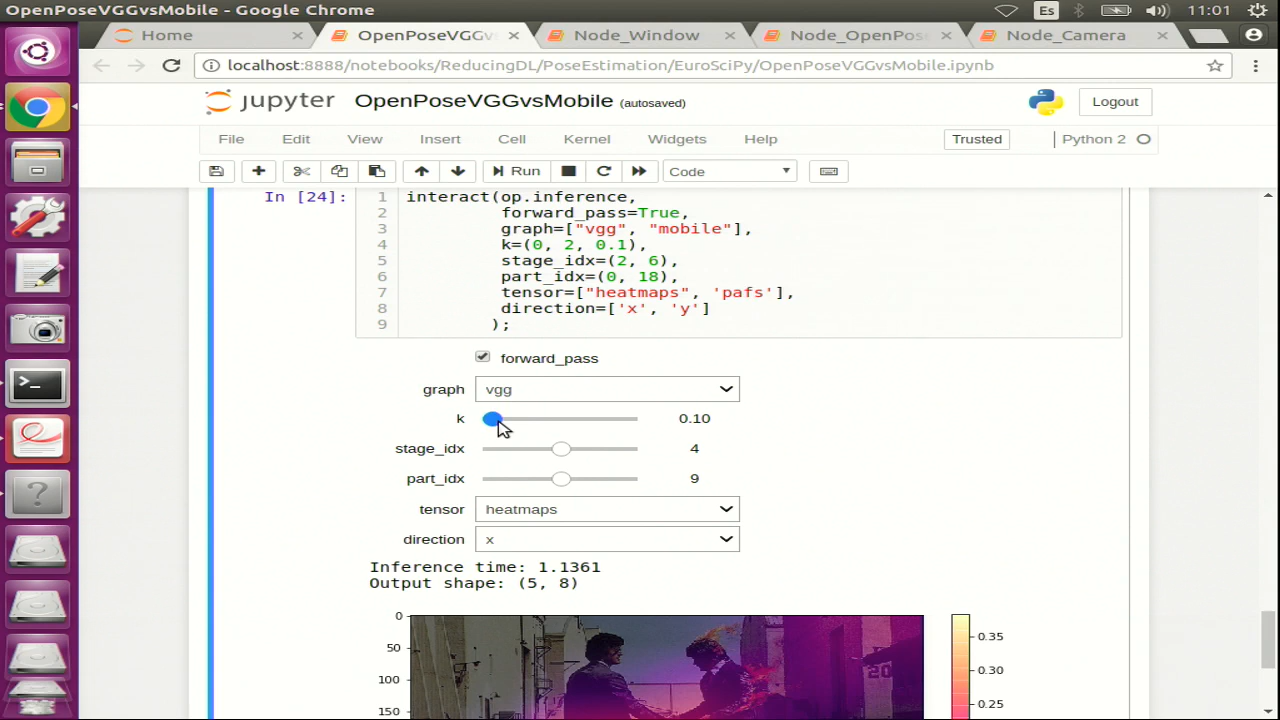 OpenPoseVGGvsMobile - Google Chrome
Es
11:01
Home
OpenPoseVGGv
Node_Window
Node_OpenPose
Node_Camera
localhost:8888/notebooks/ReducingDL/PoseEstimation/EuroSciPy/OpenPoseVGGvsMobile.ipynb
jupyter OpenPoseVGGvsMobile (autosaved)
Logout
File Edit View Insert Cell Kernel Widgets Help
Trusted
Python 2
Run
Code
In [24]:
1 interact(op.inference,
2 forward_pass=True,
3 graph=["vgg", "mobile"],
4 k=(0, 2, 0.1),
5 stage_idx=(2, 6),
6 part_idx=(0, 18),
7 tensor=["heatmaps", 'pafs'],
8 direction=['x', 'y']
9 );
forward_pass
graph vgg
k 0.10
stage_idx 4
part_idx 9
tensor heatmaps
direction x
Inference time: 1.1361
Output shape: (5, 8)
0
50
100
150
20
0.35
0.30
0.25